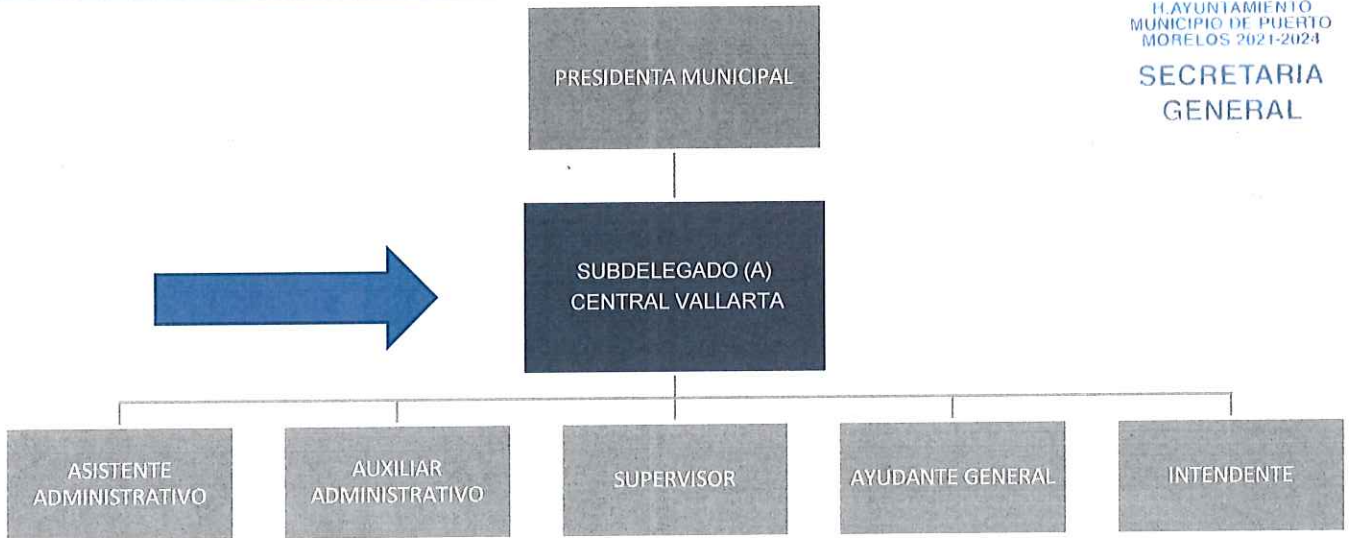 H. AYUNTAMIENTO
MUNICIPIO DE PUERTO
MORELOS 2021-2024
SECRETARIA
GENERAL
PRESIDENTA MUNICIPAL
SUBDELEGADO (A)
CENTRAL VALLARTA
ASISTENTE
ADMINISTRATIVO
AUXILIAR
ADMINISTRATIVO
SUPERVISOR
AYUDANTE GENERAL
INTENDENTE